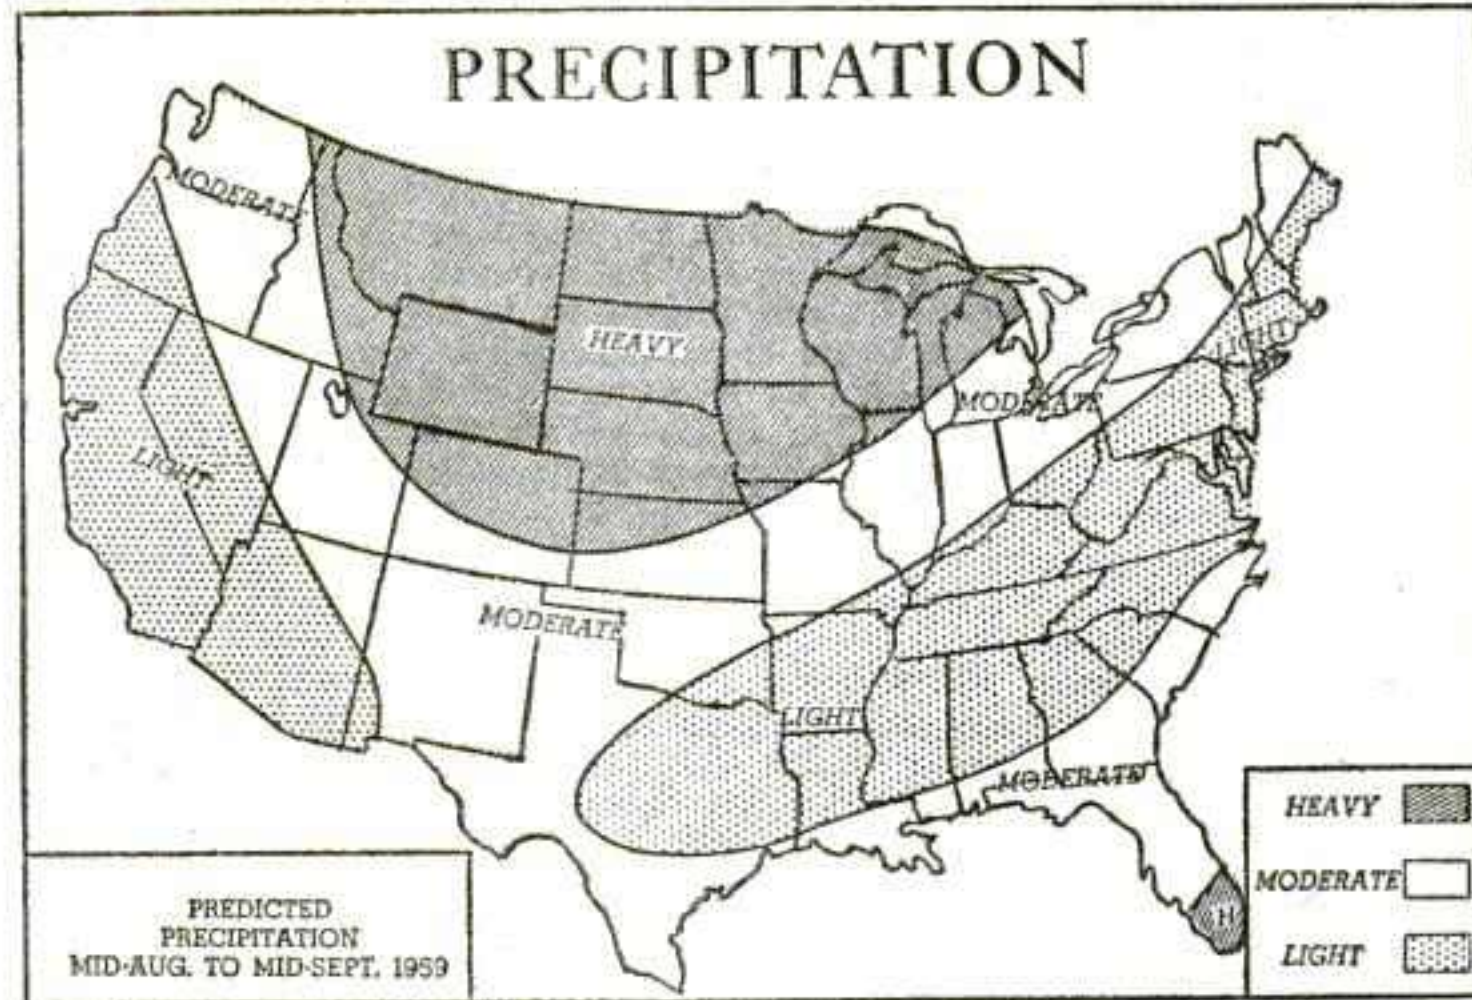 PRECIPITATION
MODERATE
HEAVY
LIGHT
MODERATE
LIGHT
MODERATE
LIGHT
MODERATE
H
PREDICTED
PRECIPITATION
MID-AUG. TO MID-SEPT. 1959
HEAVY
MODERATE
LIGHT